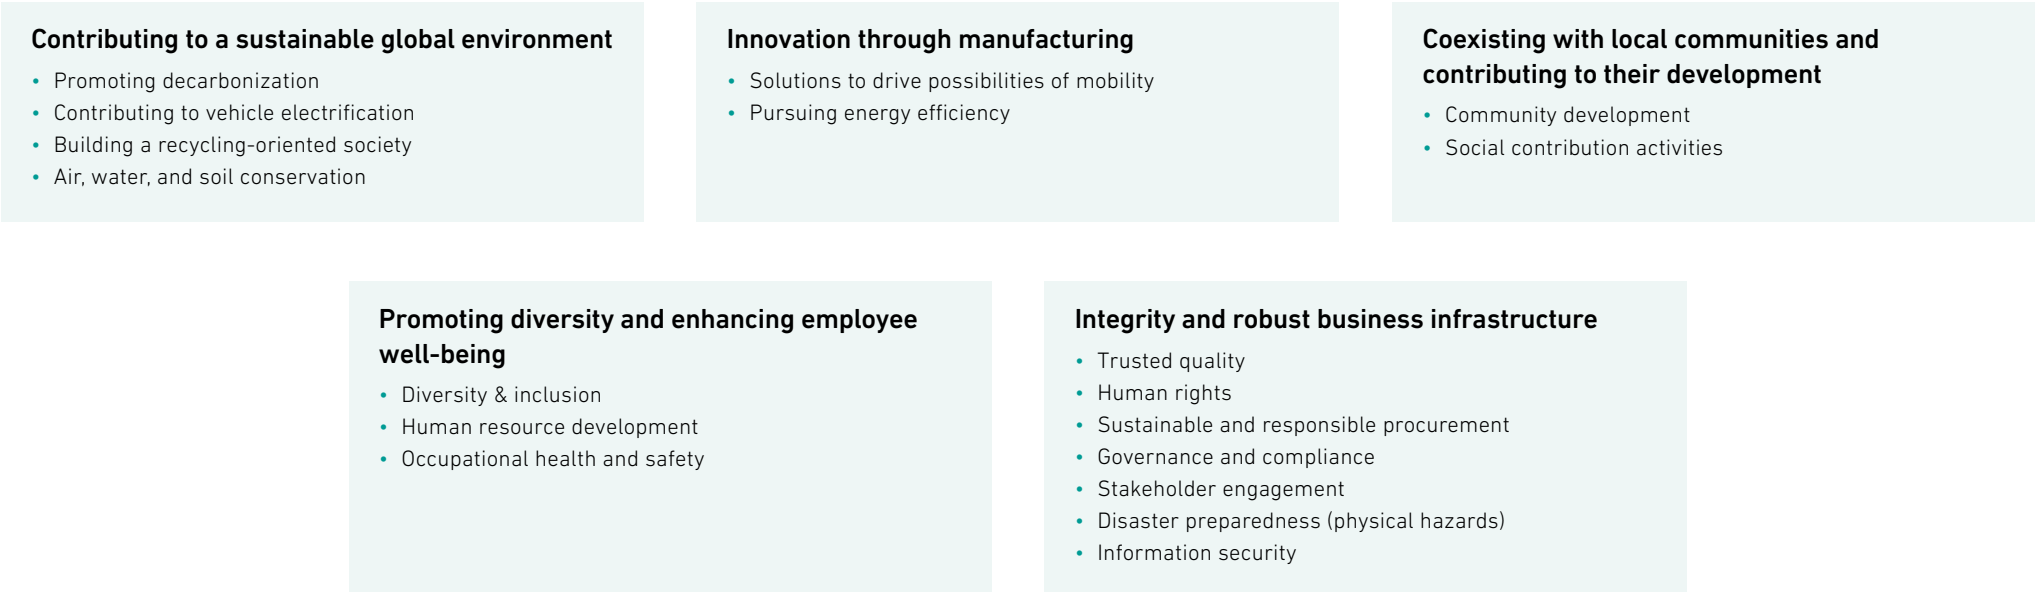 Contributing to a sustainable global environment
• Promoting decarbonization
• Contributing to vehicle electrification
• Building a recycling-oriented society
• Air, water, and soil conservation
Innovation through manufacturing
• Solutions to drive possibilities of mobility
• Pursuing energy efficiency
Coexisting with local communities and
contributing to their development
• Community development
• Social contribution activities
Promoting diversity and enhancing employee
well-being
• Diversity & inclusion
• Human resource development
• Occupational health and safety
Integrity and robust business infrastructure
• Trusted quality
• Human rights
• Sustainable and responsible procurement
• Governance and compliance
• Stakeholder engagement
• Disaster preparedness (physical hazards)
• Information security